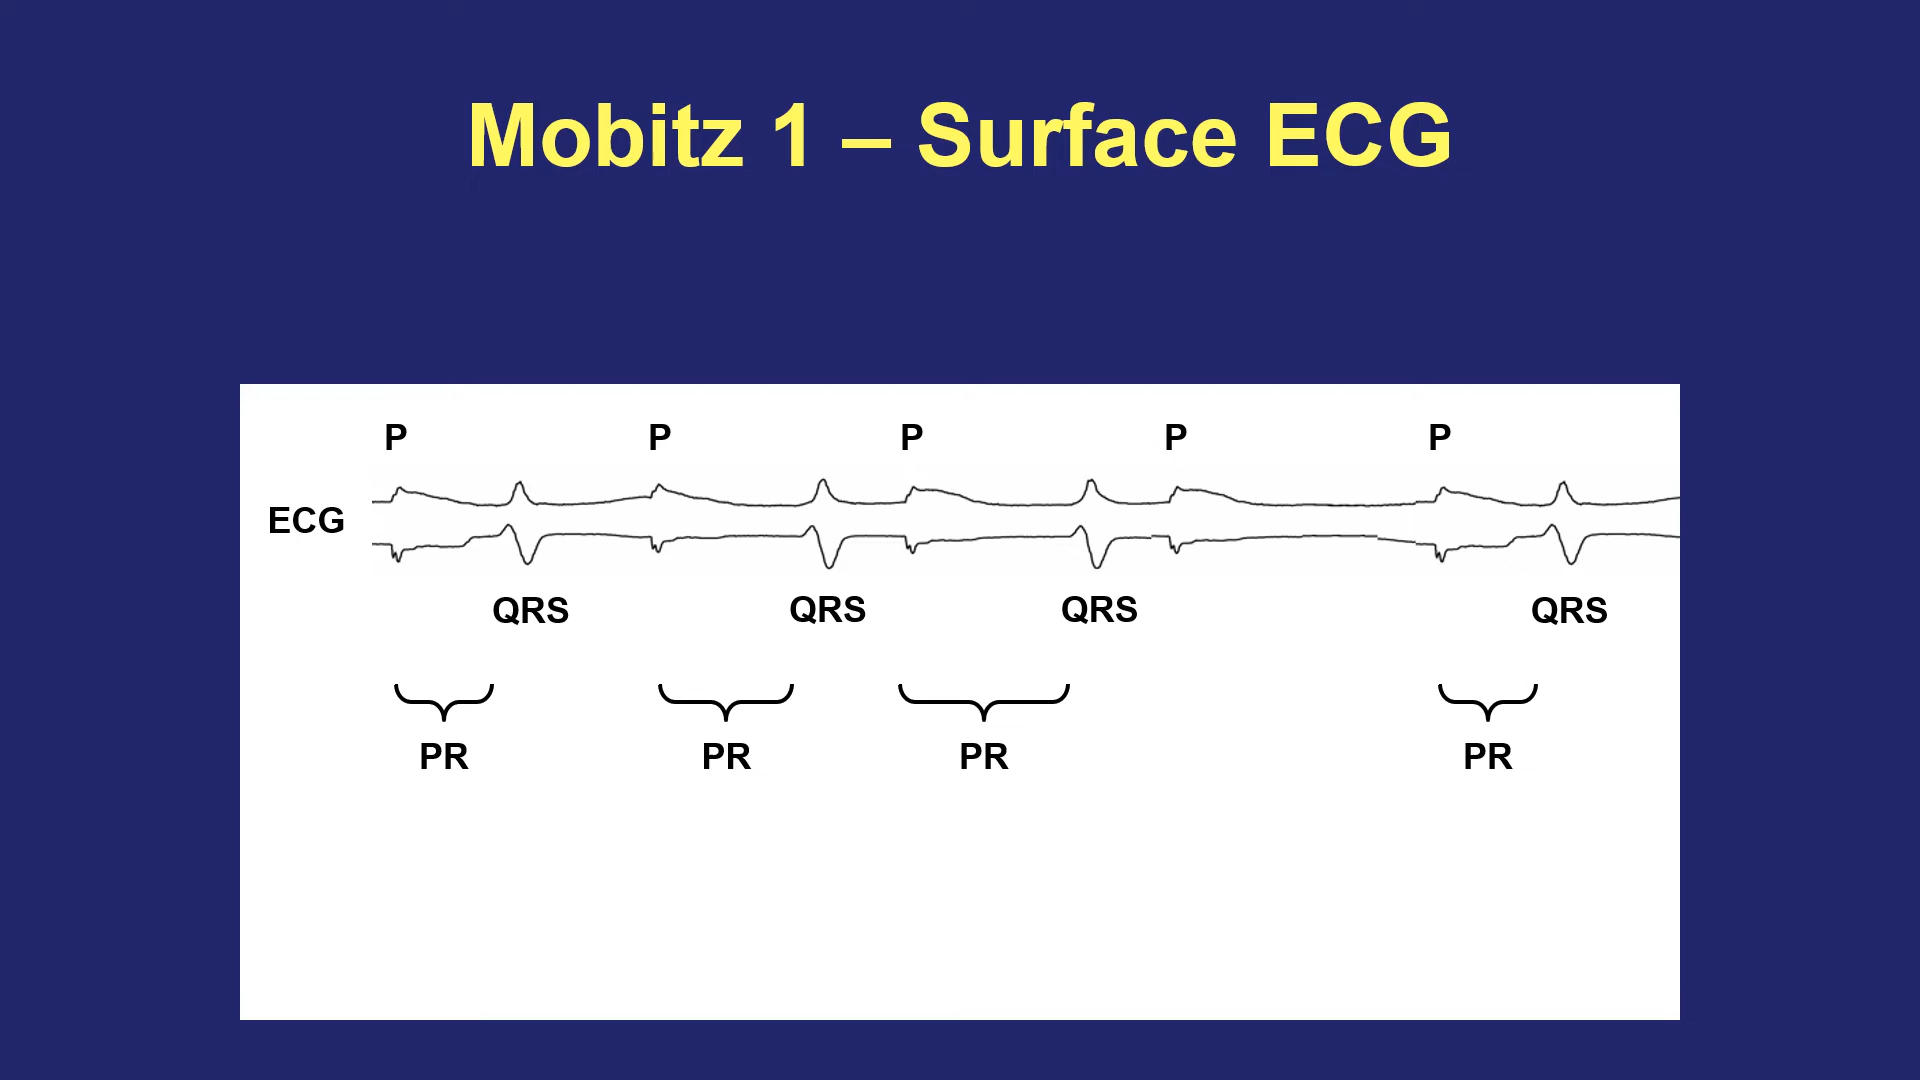 Mobitz 1 – Surface ECG
P P P P P
ECG
QRS QRS QRS QRS
PR PR PR PR